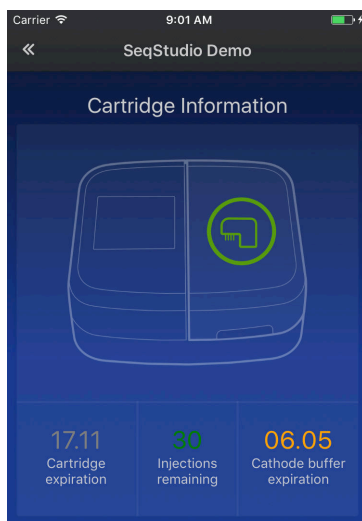 Carrier 9:01 AM
SeqStudio Demo
Cartridge Information
17.11 30 06.05
Cartridge Injections Cathode buffer
expiration remaining expiration